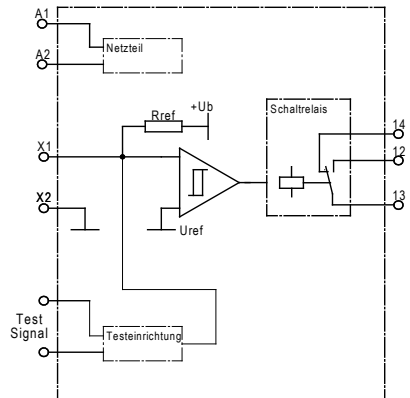 A1
Netzteil
A2
+Ub
Rref
Schaltrelais
14
X1
12
X2
13
Uref
Test
Signal
Testeinrichtung